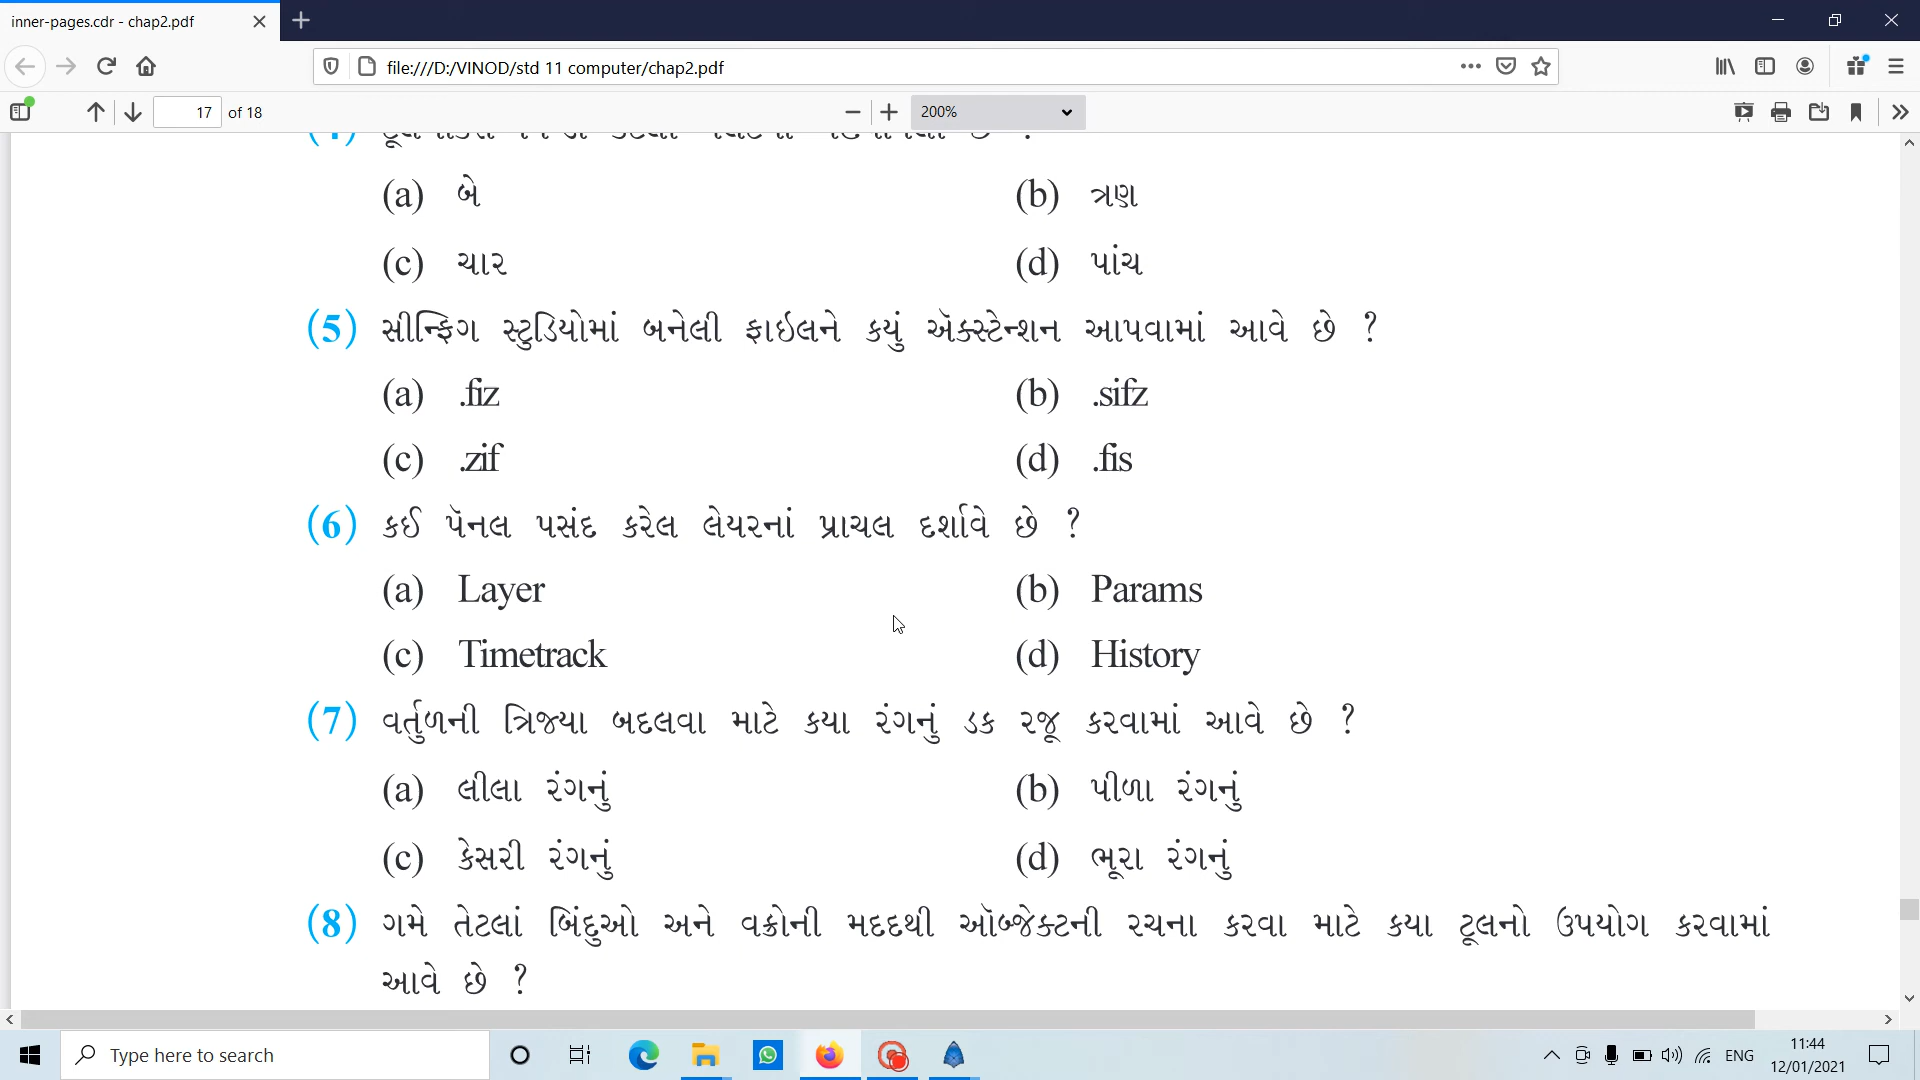 inner-pages.cdr - chap2.pdf
file:///D:/VINOD/std 11 computer/chap2.pdf
17 of 18
200%
(a) બે (b) ત્રણ
(c) ચાર (d) પાંચ
(5) સીન્ફિગ સ્ટુડિયોમાં બનેલી ફાઇલને કયું ઍક્સ્ટેન્શન આપવામાં આવે છે ?
(a) .fiz (b) .sifz
(c) .zif (d) .fis
(6) કઈ પૅનલ પસંદ કરેલ લેયરનાં પ્રાચલ દર્શાવે છે ?
(a) Layer (b) Params
(c) Timetrack (d) History
(7) વર્તુળની ત્રિજ્યા બદલવા માટે કયા રંગનું ડક રજૂ કરવામાં આવે છે ?
(a) લીલા રંગનું (b) પીળા રંગનું
(c) કેસરી રંગનું (d) ભૂરા રંગનું
(8) ગમે તેટલાં બિંદુઓ અને વક્રોની મદદથી ઑબ્જેક્ટની રચના કરવા માટે કયા ટૂલનો ઉપયોગ કરવામાં
આવે છે ?
Type here to search
ENG
11:44
12/01/2021